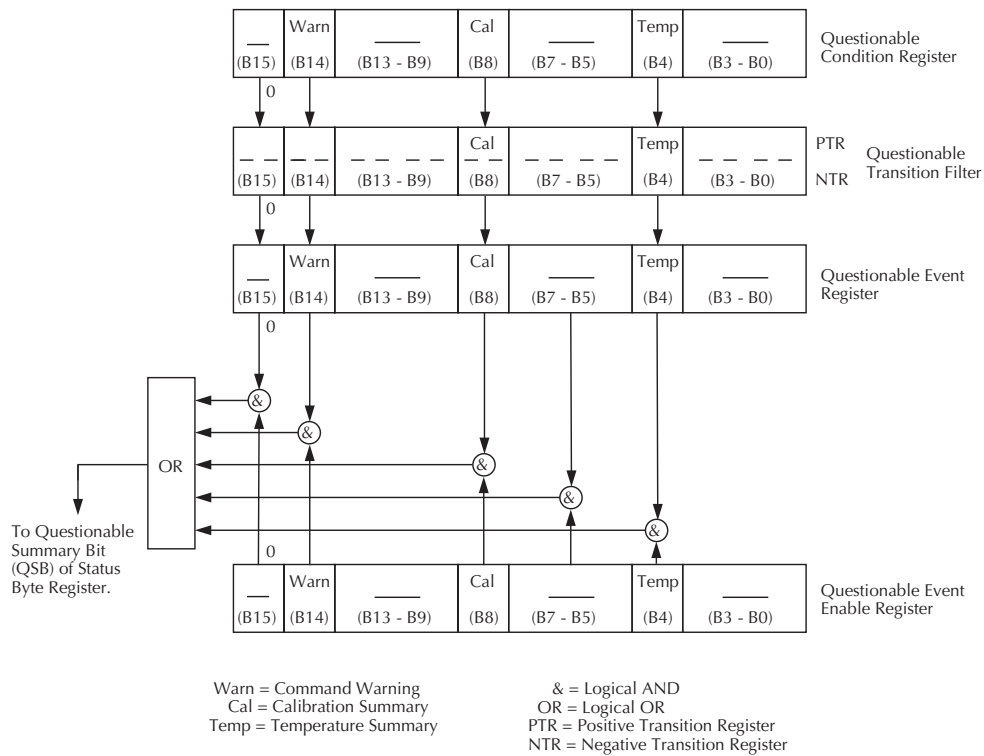 Warn Cal Temp
(B15) (B14) (B13 - B9) (B8) (B7 - B5) (B4) (B3 - B0)
Questionable
Condition Register
0
Cal Temp
(B15) (B14) (B13 - B9) (B8) (B7 - B5) (B4) (B3 - B0)
PTR
NTR
Questionable
Transition Filter
0
Warn Cal Temp
(B15) (B14) (B13 - B9) (B8) (B7 - B5) (B4) (B3 - B0)
Questionable Event
Register
0
&
&
&
&
&
OR
To Questionable
Summary Bit
(QSB) of Status
Byte Register.
0
Warn Cal Temp
(B15) (B14) (B13 - B9) (B8) (B7 - B5) (B4) (B3 - B0)
Questionable Event
Enable Register
Warn = Command Warning
Cal = Calibration Summary
Temp = Temperature Summary
& = Logical AND
OR = Logical OR
PTR = Positive Transition Register
NTR = Negative Transition Register